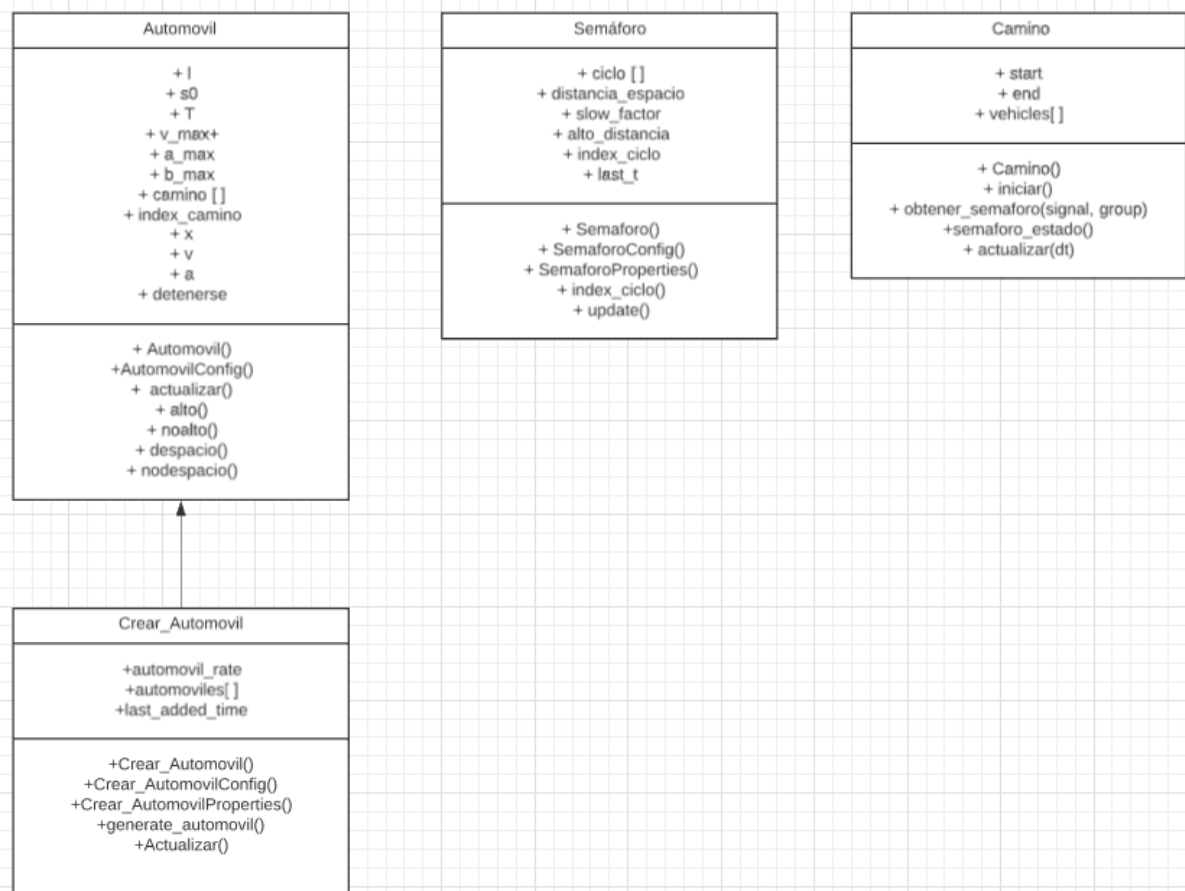 Automovil
+ l
+ s0
+ T
+ v_max+
+ a_max
+ b_max
+ camino [ ]
+ index_camino
+ x
+ v
+ a
+ detenerse
+ Automovil()
+AutomovilConfig()
+ actualizar()
+ alto()
+ noalto()
+ despacio()
+ nodespacio()
Semáforo
+ ciclo [ ]
+ distancia_espacio
+ slow_factor
+ alto_distancia
+ index_ciclo
+ last_t
+ Semaforo()
+ SemaforoConfig()
+ SemaforoProperties()
+ index_ciclo()
+ update()
Camino
+ start
+ end
+ vehicles[ ]
+ Camino()
+ iniciar()
+ obtener_semaforo(signal, group)
+semaforo_estado()
+ actualizar(dt)
Crear_Automovil
+automovil_rate
+automoviles[ ]
+last_added_time
+Crear_Automovil()
+Crear_AutomovilConfig()
+Crear_AutomovilProperties()
+generate_automovil()
+Actualizar()